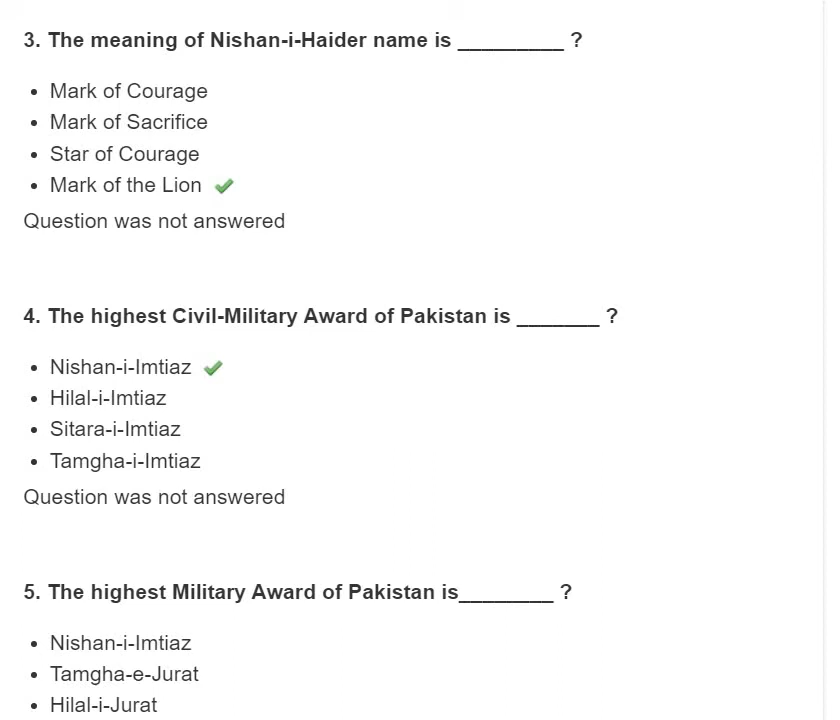 3. The meaning of Nishan-i-Haider name is _________ ?
Mark of Courage
Mark of Sacrifice
Star of Courage
Mark of the Lion
Question was not answered
4. The highest Civil-Military Award of Pakistan is _______ ?
Nishan-i-Imtiaz
Hilal-i-Imtiaz
Sitara-i-Imtiaz
Tamgha-i-Imtiaz
Question was not answered
5. The highest Military Award of Pakistan is________ ?
Nishan-i-Imtiaz
Tamgha-e-Jurat
Hilal-i-Jurat